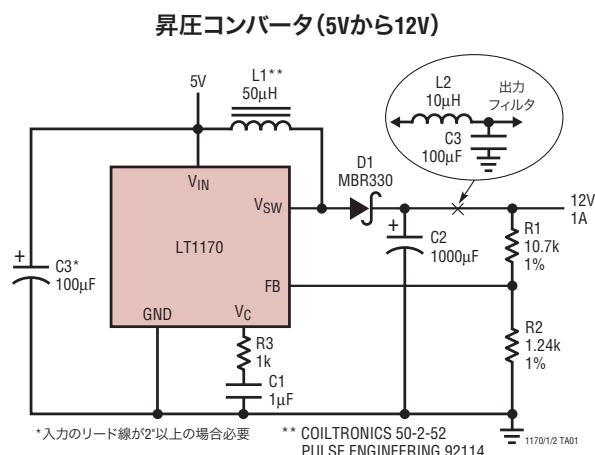 昇圧コンバータ(5Vから12V)
5V
L1**
50µH
L2
10µH
出力
フィルタ
C3
100µF
D1
MBR330
VIN
VSW
12V
1A
LT1170
+
C3*
100µF
+
C2
1000µF
R1
10.7k
1%
FB
GND
VC
R3
1k
C1
1µF
R2
1.24k
1%
*入力のリード線が2"以上の場合必要
** COILTRONICS 50-2-52
PULSE ENGINEERING 92114
1170/1/2 TA01